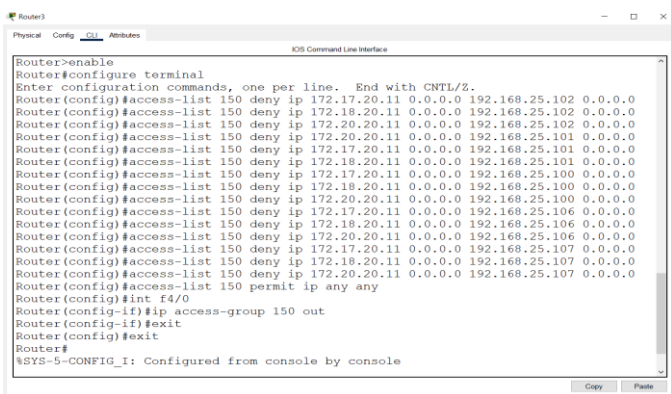 Router3
Physical Config CLI Attributes
IOS Command Line Interface
Router>enable
Router#configure terminal
Enter configuration commands, one per line.  End with CNTL/Z.
Router(config)#access-list 150 deny ip 172.17.20.11 0.0.0.0 192.168.25.102 0.0.0.0
Router(config)#access-list 150 deny ip 172.18.20.11 0.0.0.0 192.168.25.102 0.0.0.0
Router(config)#access-list 150 deny ip 172.20.20.11 0.0.0.0 192.168.25.102 0.0.0.0
Router(config)#access-list 150 deny ip 172.20.20.11 0.0.0.0 192.168.25.101 0.0.0.0
Router(config)#access-list 150 deny ip 172.17.20.11 0.0.0.0 192.168.25.101 0.0.0.0
Router(config)#access-list 150 deny ip 172.18.20.11 0.0.0.0 192.168.25.101 0.0.0.0
Router(config)#access-list 150 deny ip 172.17.20.11 0.0.0.0 192.168.25.100 0.0.0.0
Router(config)#access-list 150 deny ip 172.18.20.11 0.0.0.0 192.168.25.100 0.0.0.0
Router(config)#access-list 150 deny ip 172.20.20.11 0.0.0.0 192.168.25.100 0.0.0.0
Router(config)#access-list 150 deny ip 172.17.20.11 0.0.0.0 192.168.25.106 0.0.0.0
Router(config)#access-list 150 deny ip 172.18.20.11 0.0.0.0 192.168.25.106 0.0.0.0
Router(config)#access-list 150 deny ip 172.20.20.11 0.0.0.0 192.168.25.106 0.0.0.0
Router(config)#access-list 150 deny ip 172.17.20.11 0.0.0.0 192.168.25.107 0.0.0.0
Router(config)#access-list 150 deny ip 172.18.20.11 0.0.0.0 192.168.25.107 0.0.0.0
Router(config)#access-list 150 deny ip 172.20.20.11 0.0.0.0 192.168.25.107 0.0.0.0
Router(config)#access-list 150 permit ip any any
Router(config)#int f4/0
Router(config-if)#ip access-group 150 out
Router(config-if)#exit
Router(config)#exit
Router#
%SYS-5-CONFIG_I: Configured from console by console
Copy Paste